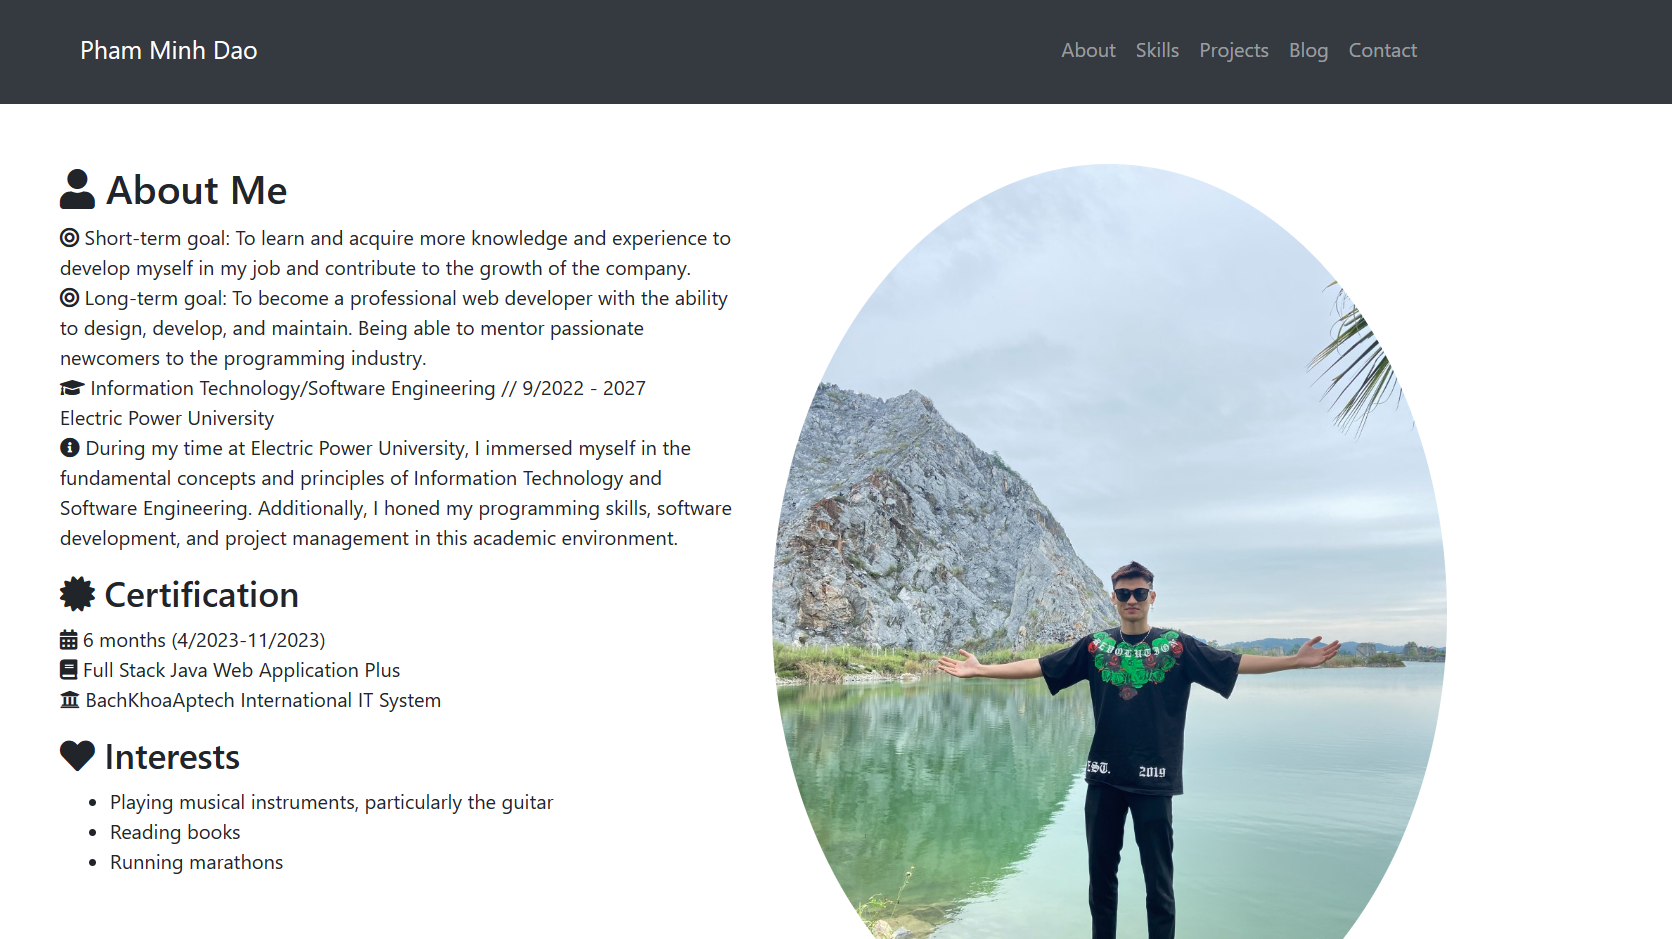 Pham Minh Dao
About Skills Projects Blog Contact
About Me
Short-term goal: To learn and acquire more knowledge and experience to
develop myself in my job and contribute to the growth of the company.
Long-term goal: To become a professional web developer with the ability
to design, develop, and maintain. Being able to mentor passionate
newcomers to the programming industry.
Information Technology/Software Engineering // 9/2022 - 2027
Electric Power University
During my time at Electric Power University, I immersed myself in the
fundamental concepts and principles of Information Technology and
Software Engineering. Additionally, I honed my programming skills, software
development, and project management in this academic environment.
Certification
6 months (4/2023-11/2023)
Full Stack Java Web Application Plus
BachKhoaAptech International IT System
Interests
Playing musical instruments, particularly the guitar
Reading books
Running marathons
REVOLUTION
EST. 2019